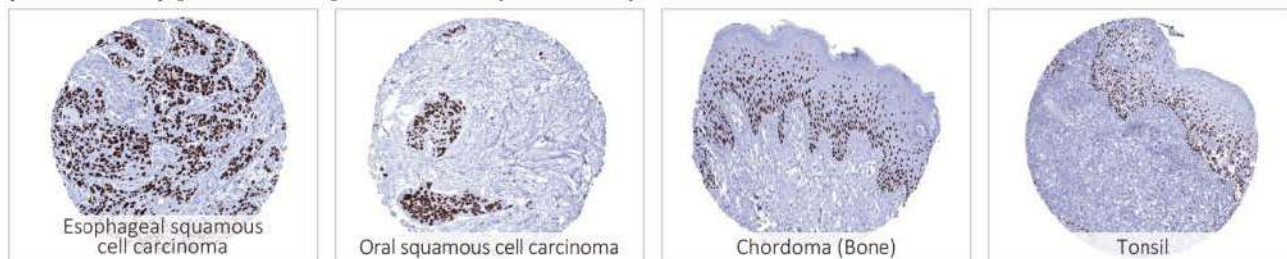 Esophageal squamous
cell carcinoma
Oral squamous cell carcinoma
Chordoma (Bone)
Tonsil